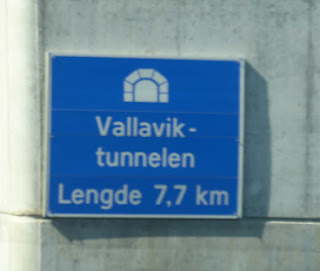 Vallavik-
tunnelen
Lengde 7,7 km